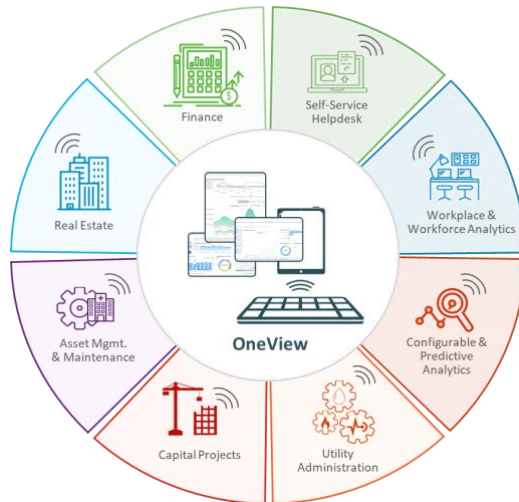 Finance
Self-Service
Helpdesk
Real Estate
Workplace &
Workforce Analytics
OneView
Asset Mgmt.
& Maintenance
Configurable &
Predictive
Analytics
Capital Projects
Utility
Administration